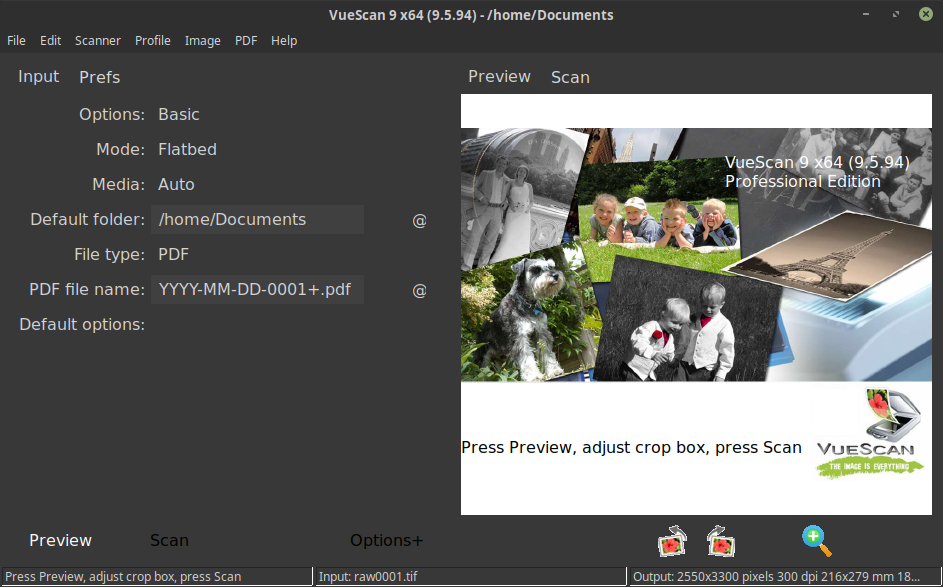 VueScan 9 x64 (9.5.94) - /home/Documents
File Edit Scanner Profile Image PDF Help
Input Prefs
Preview Scan
Options: Basic
Mode: Flatbed
Media: Auto
Default folder: /home/Documents @
File type: PDF
PDF file name: YYYY-MM-DD-0001+.pdf @
Default options:
VueScan 9 x64 (9.5.94)
Professional Edition
Press Preview, adjust crop box, press Scan
VUESCAN
THE IMAGE IS EVERYTHING
Preview Scan Options+
Press Preview, adjust crop box, press Scan
Input: raw0001.tif
Output: 2550x3300 pixels 300 dpi 216x279 mm 18...